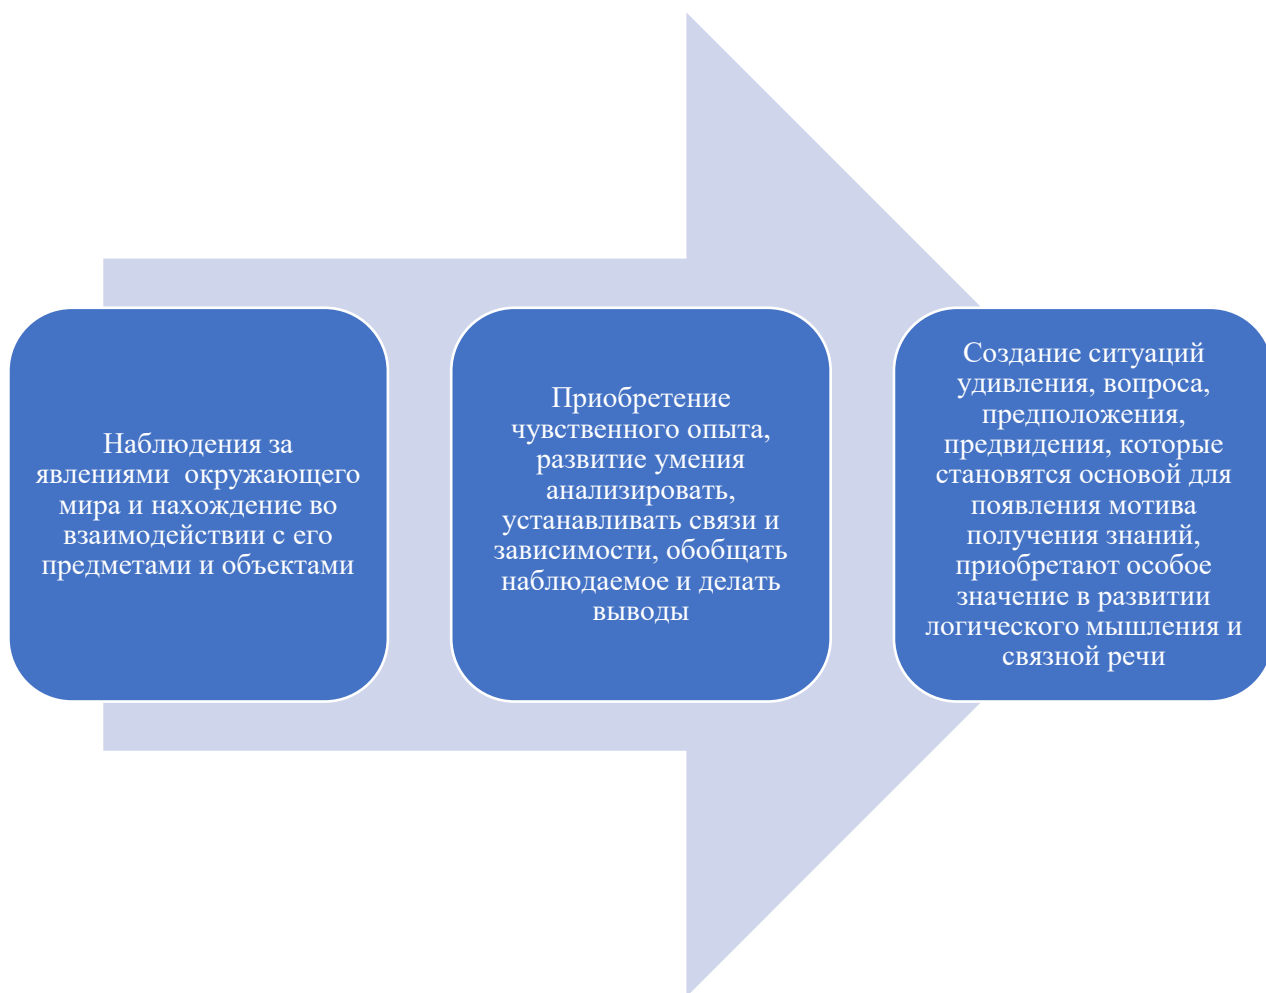 Наблюдения за
явлениями  окружающего
мира и нахождение во
взаимодействии с его
предметами и объектами
Приобретение
чувственного опыта,
развитие умения
анализировать,
устанавливать связи и
зависимости, обобщать
наблюдаемое и делать
выводы
Создание ситуаций
удивления, вопроса,
предположения,
предвидения, которые
становятся основой для
появления мотива
получения знаний,
приобретают особое
значение в развитии
логического мышления и
связной речи